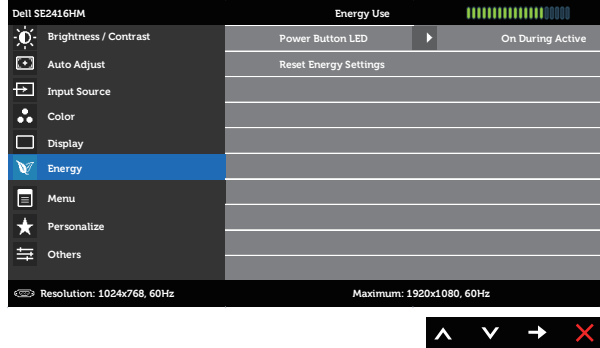 Dell SE2416HM Energy Use
Brightness / Contrast Power Button LED On During Active
Auto Adjust Reset Energy Settings
Input Source
Color
Display
Energy
Menu
Personalize
Others
Resolution: 1024x768, 60Hz Maximum: 1920x1080, 60Hz